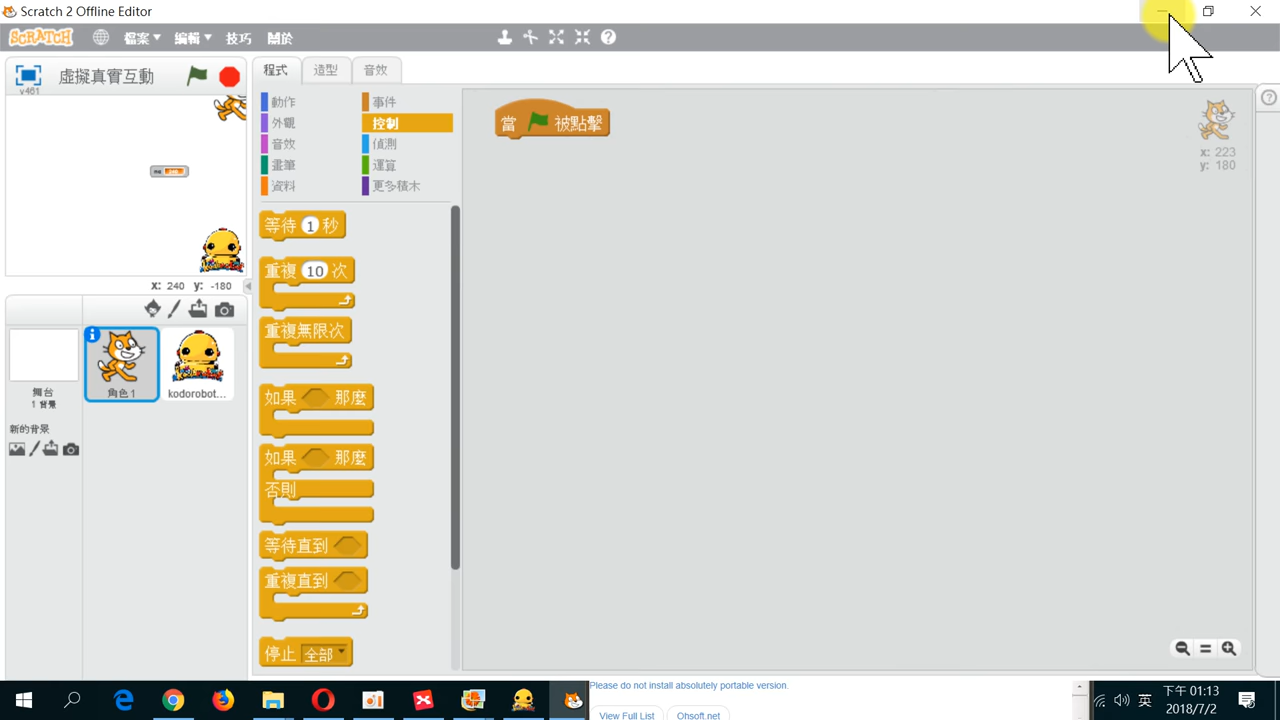 Scratch 2 Offline Editor
SCRATCH 檔案 編輯 技巧 關於
v461 虛擬真實互動
程式 造型 音效
動作 事件
外觀 控制
音效 偵測
畫筆 運算
資料 更多積木
等待 1 秒
重複 10 次
重複無限次
如果 那麼
如果 那麼
否則
等待直到
重複直到
停止 全部
當 被點擊
x: 223
y: 180
x: 240 y: -180
舞台
1 背景
新的背景
角色1
kodorobot...
Please do not install absolutely portable version.
View Full List Ohsoft.net
英
下午 01:13
2018/7/2